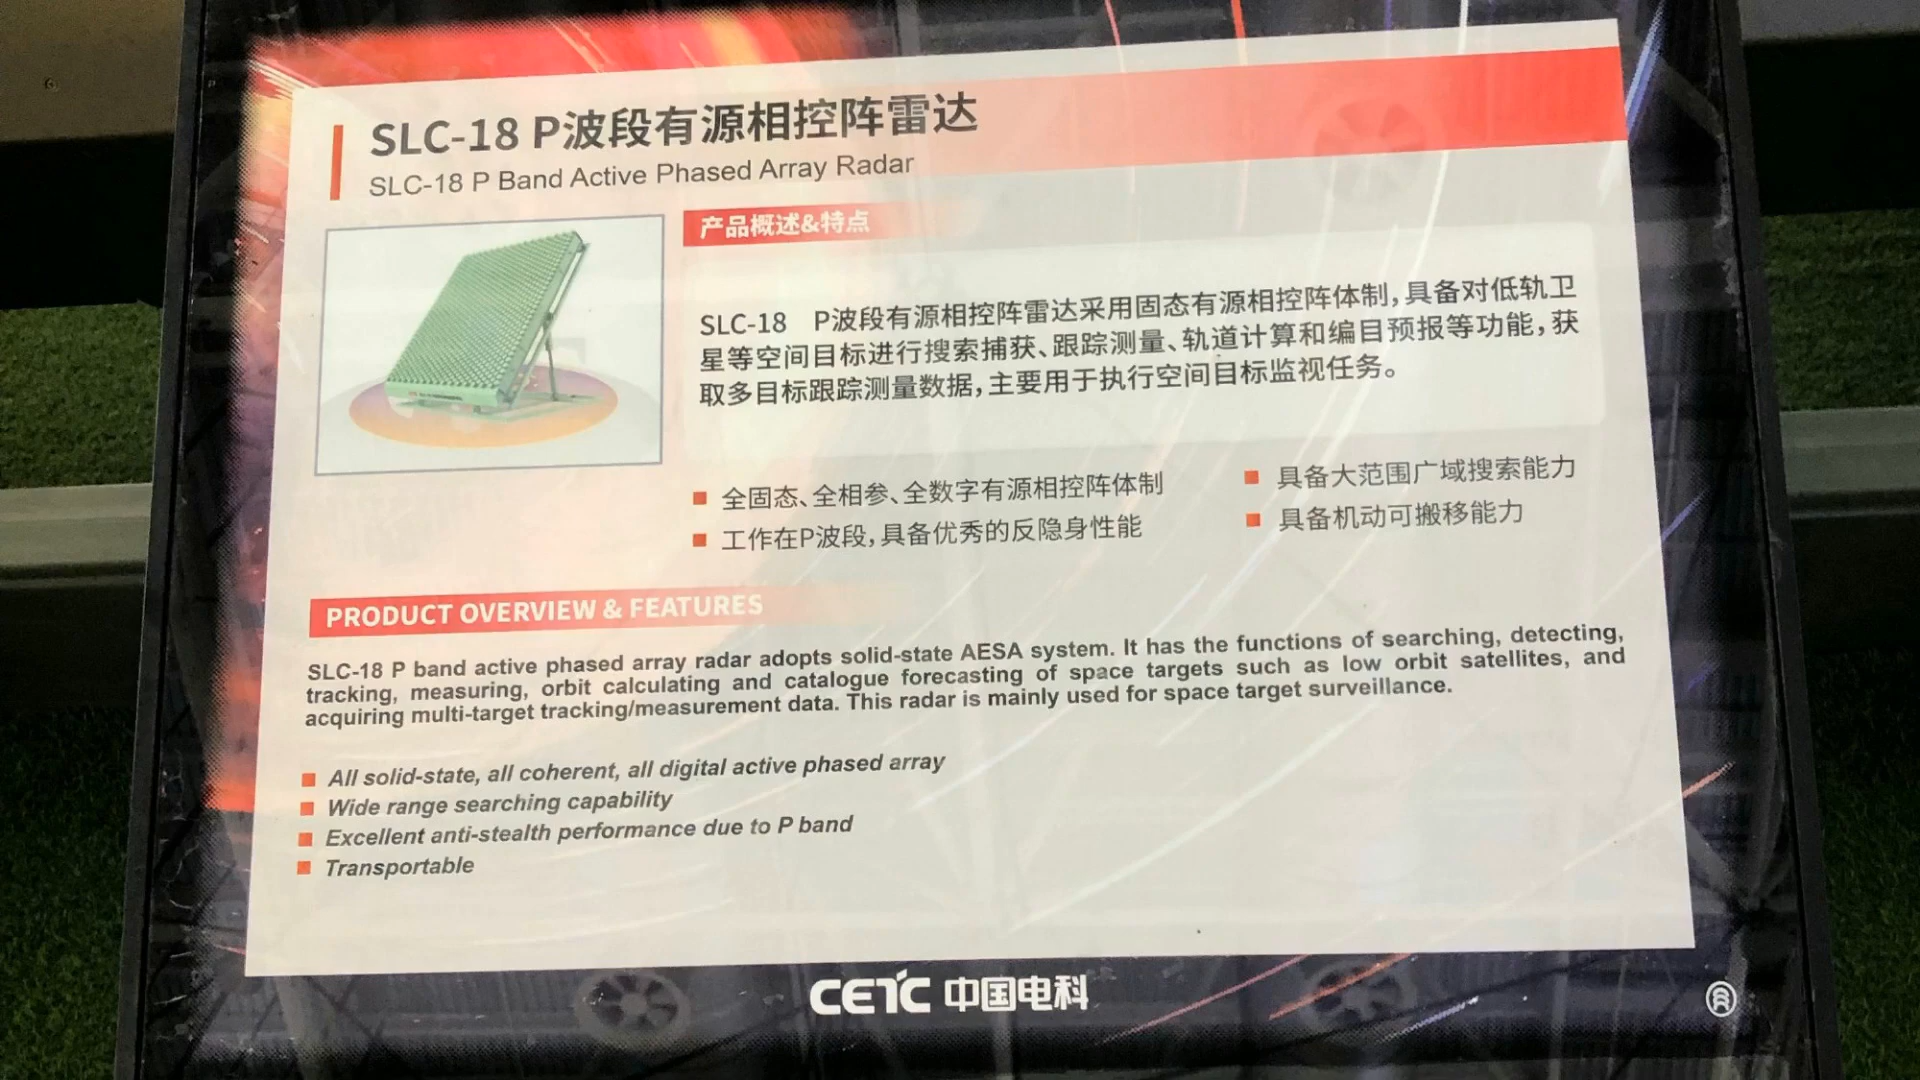 SLC-18 P波段有源相控阵雷达
SLC-18 P Band Active Phased Array Radar
产品概述&特点
SLC-18 P波段有源相控阵雷达采用固态有源相控阵体制,具备对低轨卫
星等空间目标进行搜索捕获、跟踪测量、轨道计算和编目预报等功能,获
取多目标跟踪测量数据,主要用于执行空间目标监视任务。
全固态、全相参、全数字有源相控阵体制
工作在P波段,具备优秀的反隐身性能
具备大范围广域搜索能力
具备机动可搬移能力
PRODUCT OVERVIEW & FEATURES
SLC-18 P band active phased array radar adopts solid-state AESA system. It has the functions of searching, detecting,
tracking, measuring, orbit calculating and catalogue forecasting of space targets such as low orbit satellites, and
acquiring multi-target tracking/measurement data. This radar is mainly used for space target surveillance.
All solid-state, all coherent, all digital active phased array
Wide range searching capability
Excellent anti-stealth performance due to P band
Transportable
CETC 中国电科